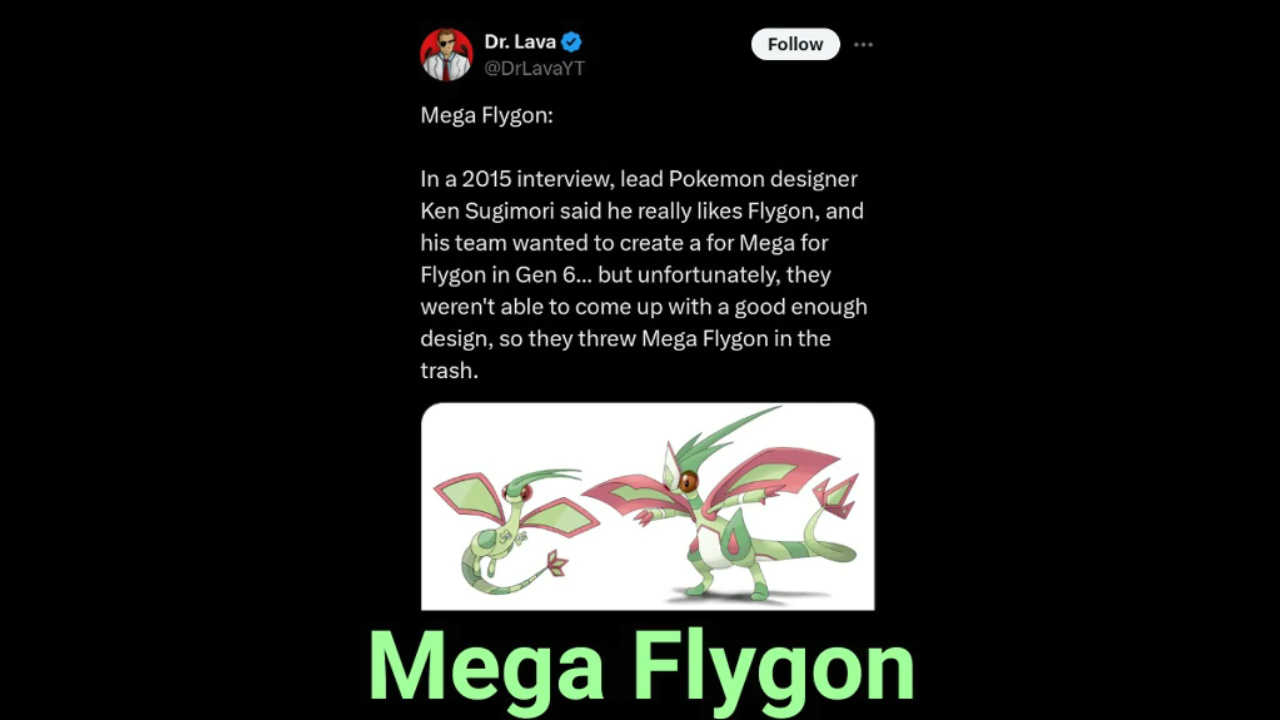 Dr. Lava
Follow
@DrLavaYT
Mega Flygon:
In a 2015 interview, lead Pokemon designer
Ken Sugimori said he really likes Flygon, and
his team wanted to create a for Mega for
Flygon in Gen 6... but unfortunately, they
weren't able to come up with a good enough
design, so they threw Mega Flygon in the
trash.
Mega Flygon